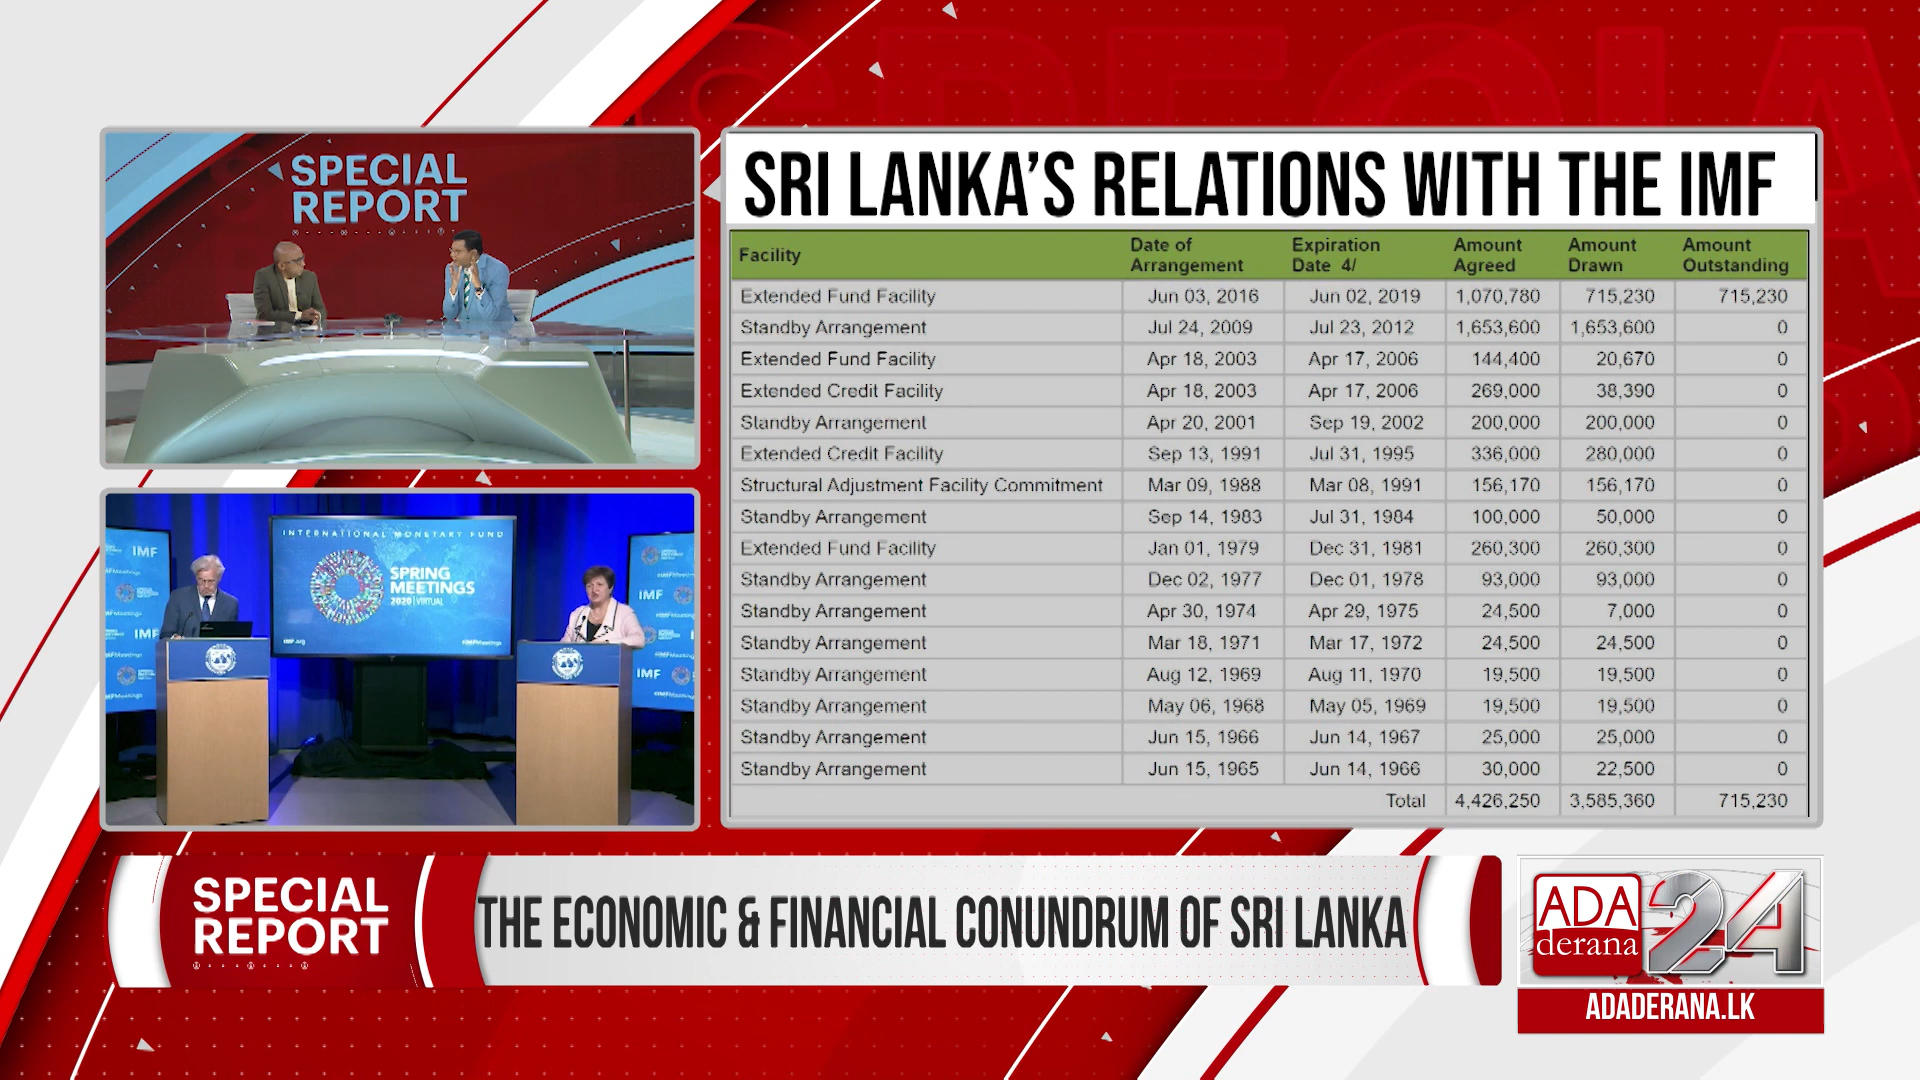 SPECIAL
REPORT
SRI LANKA'S RELATIONS WITH THE IMF
Facility Date of Arrangement Expiration Date 4/ Amount Agreed Amount Drawn Amount Outstanding
Extended Fund Facility Jun 03, 2016 Jun 02, 2019 1,070,780 715,230 715,230
Standby Arrangement Jul 24, 2009 Jul 23, 2012 1,653,600 1,653,600 0
Extended Fund Facility Apr 18, 2003 Apr 17, 2006 144,400 20,670 0
Extended Credit Facility Apr 18, 2003 Apr 17, 2006 269,000 38,390 0
Standby Arrangement Apr 20, 2001 Sep 19, 2002 200,000 200,000 0
Extended Credit Facility Sep 13, 1991 Jul 31, 1995 336,000 280,000 0
Structural Adjustment Facility Commitment Mar 09, 1988 Mar 08, 1991 156,170 156,170 0
Standby Arrangement Sep 14, 1983 Jul 31, 1984 100,000 50,000 0
Extended Fund Facility Jan 01, 1979 Dec 31, 1981 260,300 260,300 0
Standby Arrangement Dec 02, 1977 Dec 01, 1978 93,000 93,000 0
Standby Arrangement Apr 30, 1974 Apr 29, 1975 24,500 7,000 0
Standby Arrangement Mar 18, 1971 Mar 17, 1972 24,500 24,500 0
Standby Arrangement Aug 12, 1969 Aug 11, 1970 19,500 19,500 0
Standby Arrangement May 06, 1968 May 05, 1969 19,500 19,500 0
Standby Arrangement Jun 15, 1966 Jun 14, 1967 25,000 25,000 0
Standby Arrangement Jun 15, 1965 Jun 14, 1966 30,000 22,500 0
Total 4,426,250 3,585,360 715,230
INTERNATIONAL MONETARY FUND
SPRING
MEETINGS
2020 | VIRTUAL
IMF.org #IMFMeetings
IMF
#IMFMeetings
IMF
IMF
IMF
SPECIAL
REPORT
THE ECONOMIC & FINANCIAL CONUNDRUM OF SRI LANKA
ADA
derana
24
ADADERANA.LK